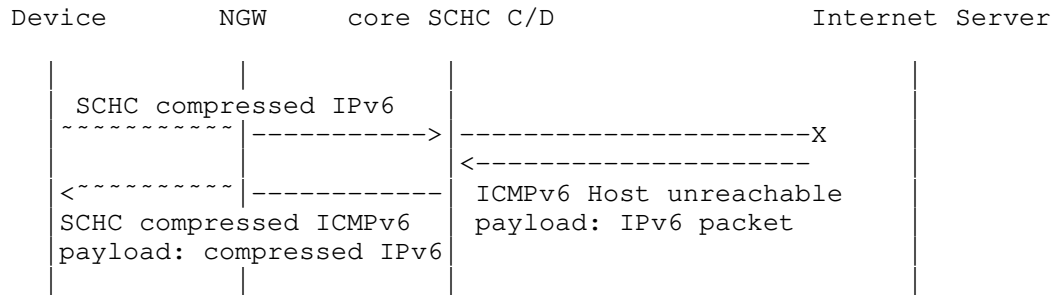 Device NGW core SCHC C/D Internet Server
SCHC compressed IPv6
~~~~~~~~~~~|----------->|----------------------X
<---------------------
<~~~~~~~~~~|------------| ICMPv6 Host unreachable
SCHC compressed ICMPv6 payload: IPv6 packet
payload: compressed IPv6